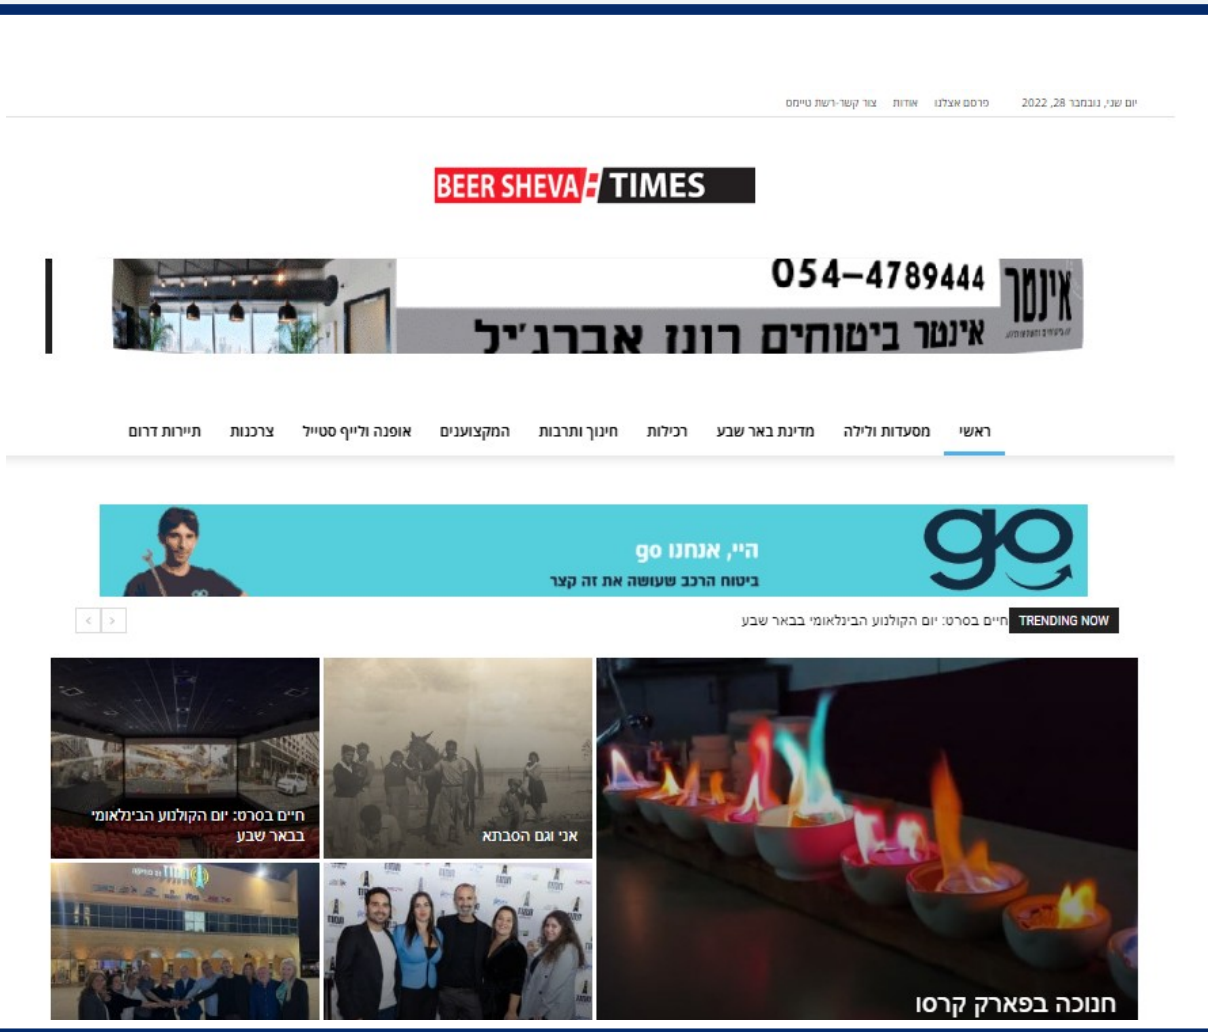 יום שני, נובמבר 28, 2022 פרסם אצלנו אודות צור קשר-רשת טיימס
BEER SHEVA TIMES
054-4789444
אינטר
אינטר ביטוחים רונן אברג׳יל
ראשי מסעדות ולילה מדינת באר שבע רכילות חינוך ותרבות המקצוענים אופנה ולייף סטייל צרכנות תיירות דרום
go
היי, אנחנו go
ביטוח הרכב שעושה את זה קצר
TRENDING NOW חיים בסרט: יום הקולנוע הבינלאומי בבאר שבע
חנוכה בפארק קרסו
אני וגם הסבתא
חיים בסרט: יום הקולנוע הבינלאומי
בבאר שבע